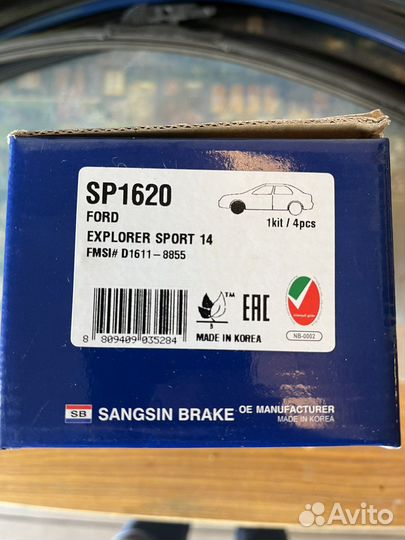 SP1620
FORD
EXPLORER SPORT 14
FMSI# D1611-8855
1kit / 4pcs
8 809409 035284
TM
B
MADE IN KOREA
EAC
NB-0002
SB SANGSIN BRAKE OE MANUFACTURER
MADE IN KOREA
Avito